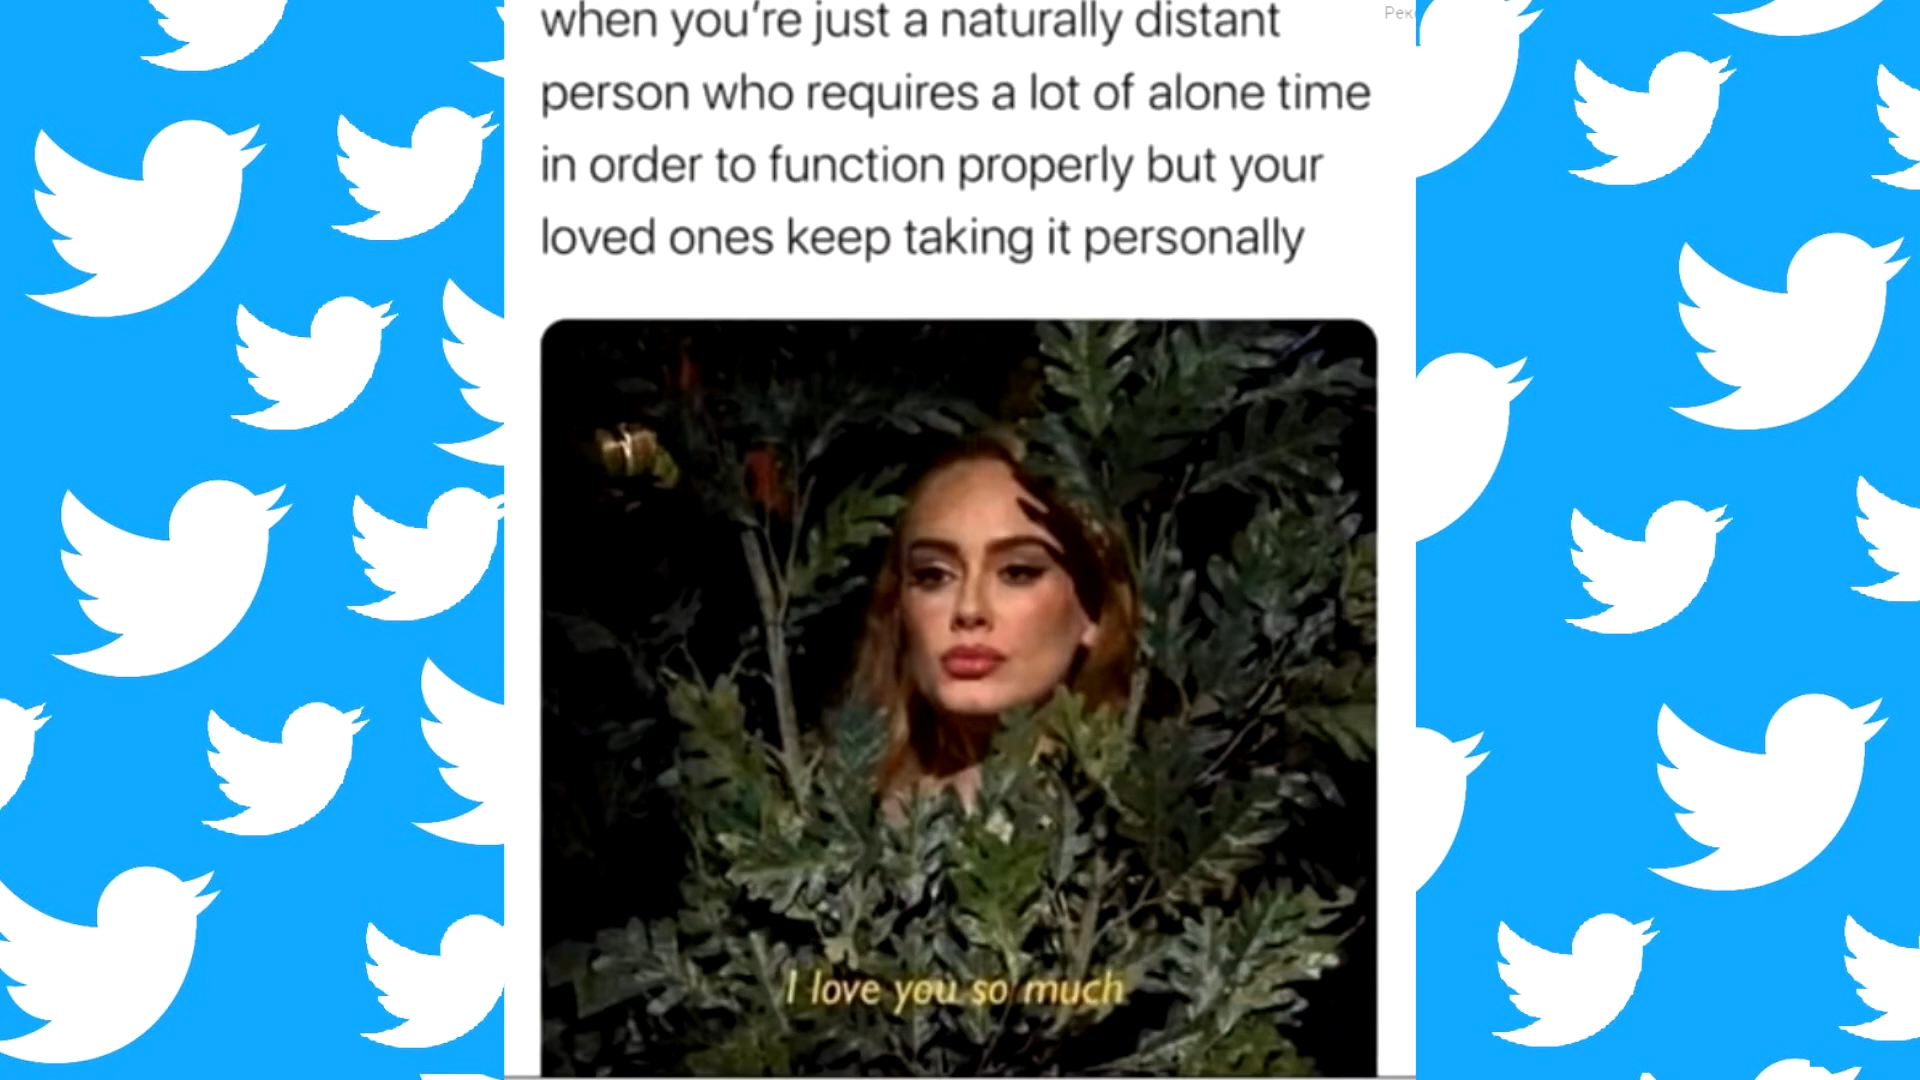 when you’re just a naturally distant
Рек
person who requires a lot of alone time
in order to function properly but your
loved ones keep taking it personally
I love you so much